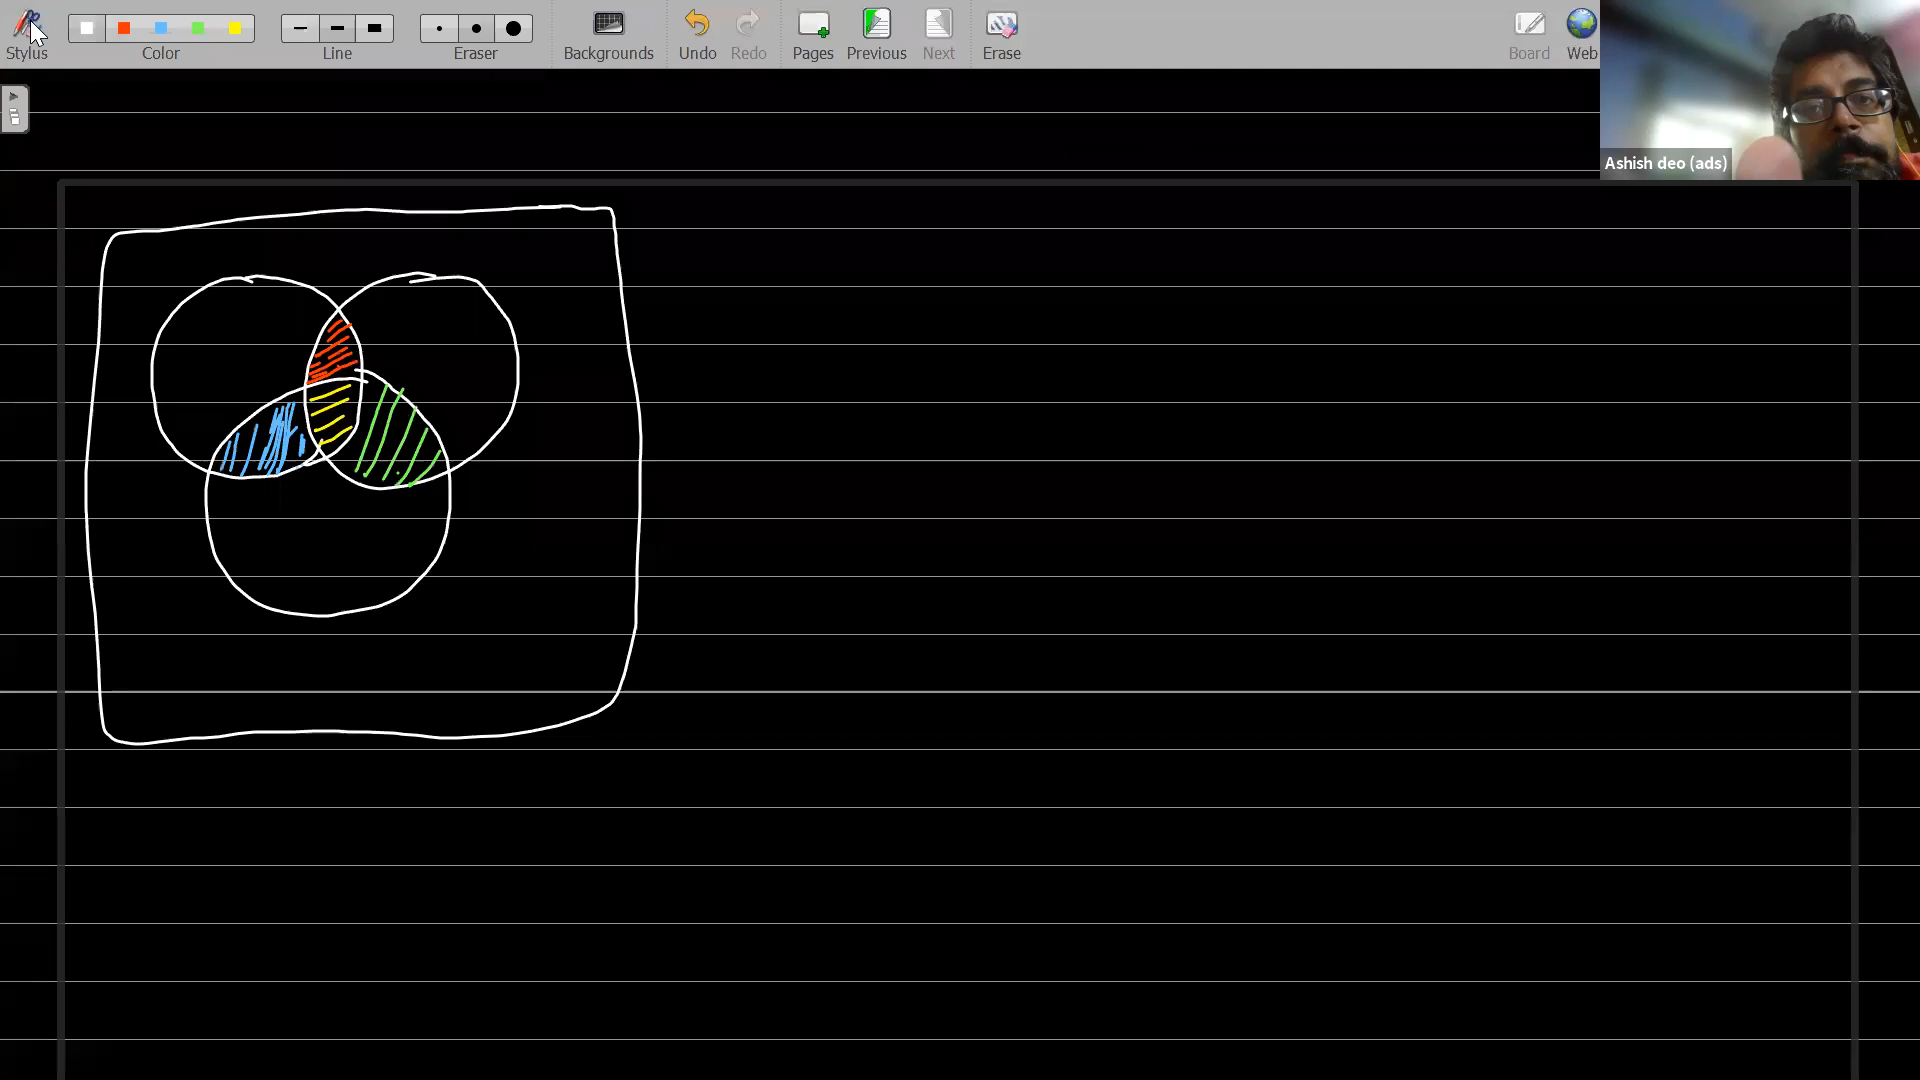 Stylus
Color
Line
Eraser
Backgrounds
Undo
Redo
Pages
Previous
Next
Erase
Board
Web
Ashish deo (ads)